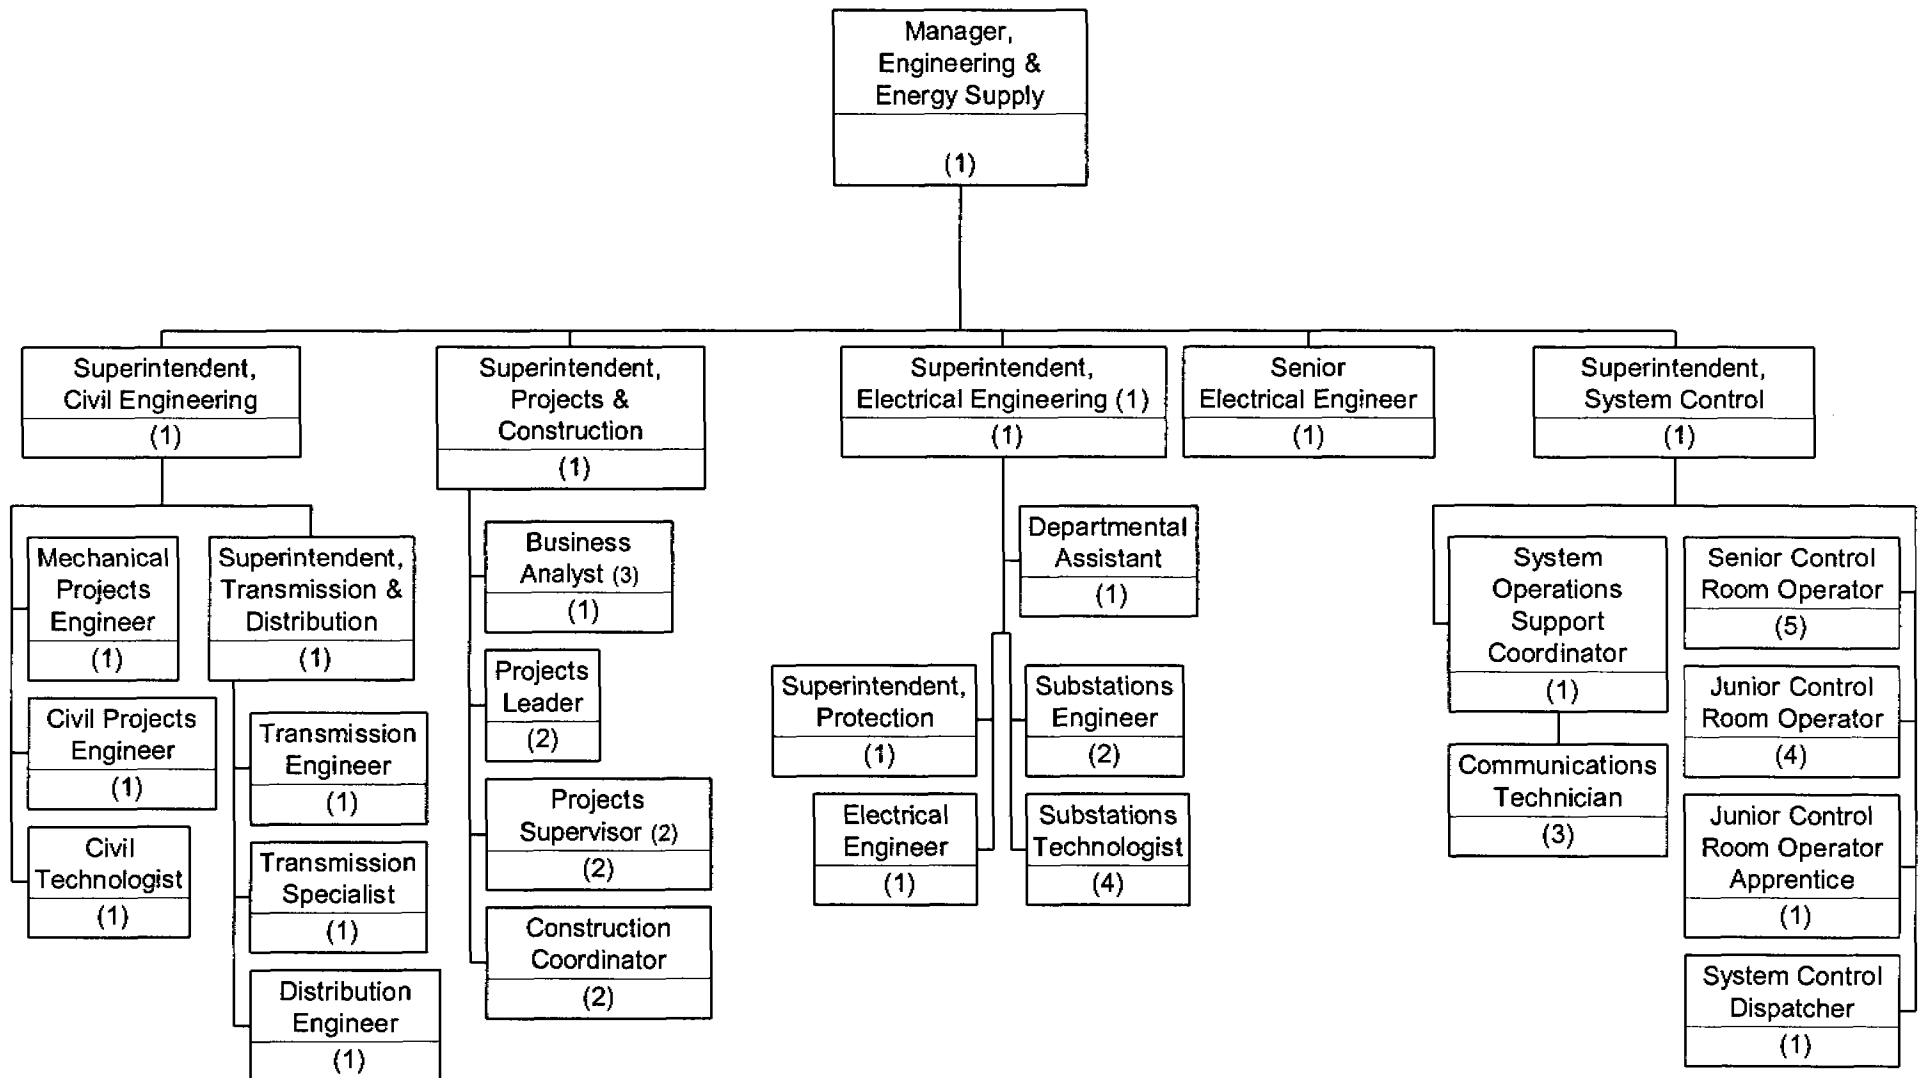 Manager,
Engineering &
Energy Supply
(1)
Superintendent,
Civil Engineering
(1)
Superintendent,
Projects &
Construction
(1)
Superintendent,
Electrical Engineering (1)
(1)
Senior
Electrical Engineer
(1)
Superintendent,
System Control
(1)
Mechanical
Projects
Engineer
(1)
Civil Projects
Engineer
(1)
Civil
Technologist
(1)
Superintendent,
Transmission &
Distribution
(1)
Transmission
Engineer
(1)
Transmission
Specialist
(1)
Distribution
Engineer
(1)
Business
Analyst (3)
(1)
Projects
Leader
(2)
Projects
Supervisor (2)
(2)
Construction
Coordinator
(2)
Departmental
Assistant
(1)
Superintendent,
Protection
(1)
Electrical
Engineer
(1)
Substations
Engineer
(2)
Substations
Technologist
(4)
System
Operations
Support
Coordinator
(1)
Communications
Technician
(3)
Senior Control
Room Operator
(5)
Junior Control
Room Operator
(4)
Junior Control
Room Operator
Apprentice
(1)
System Control
Dispatcher
(1)